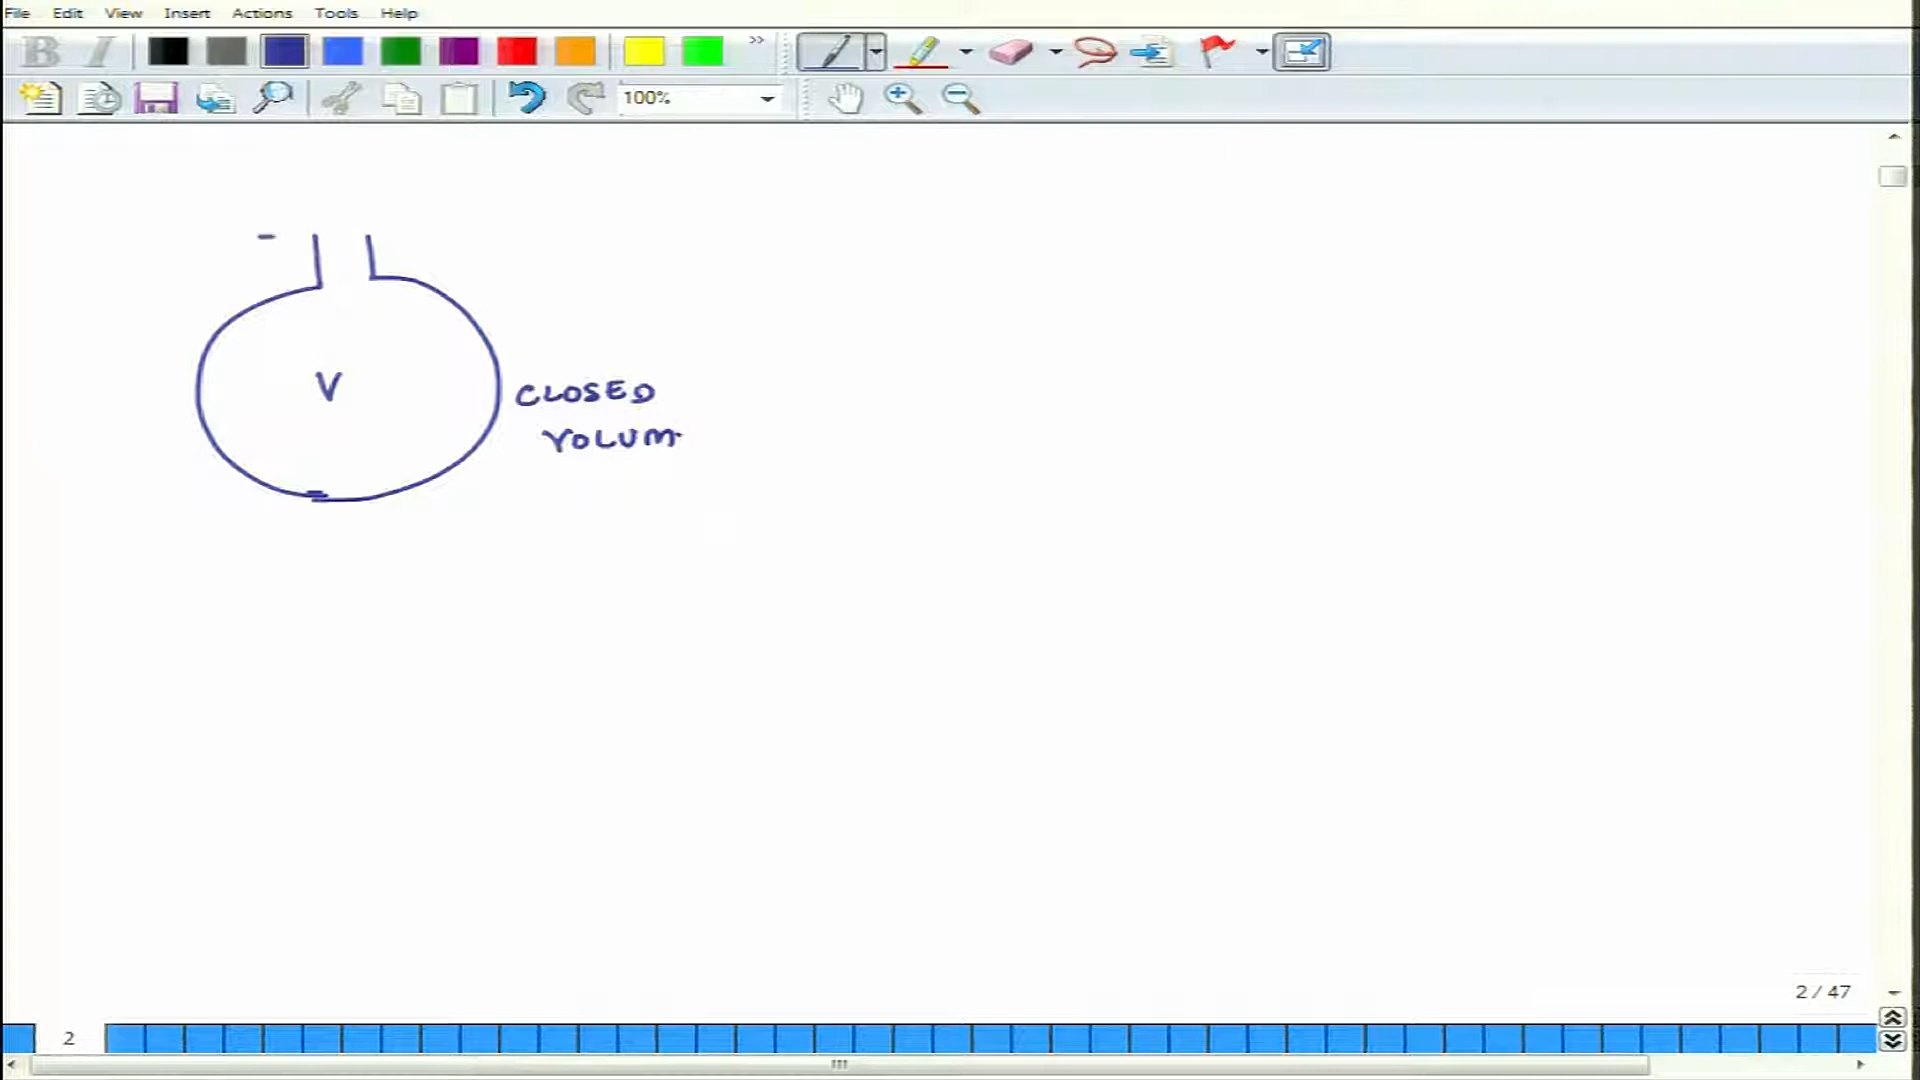 File Edit View Insert Actions Tools Help
B I
100%
V
CLOSED
VOLUM
2 / 47
2